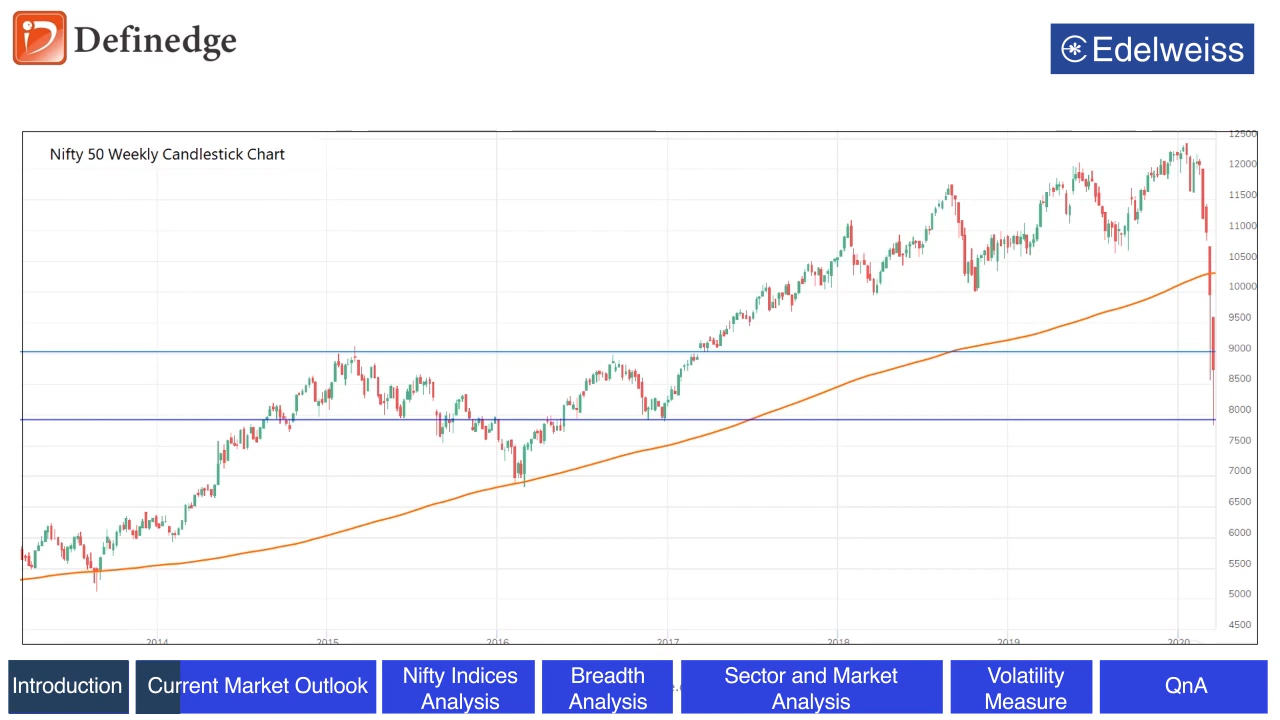 Definedge
Edelweiss
Nifty 50 Weekly Candlestick Chart
12500
12000
11500
11000
10500
10000
9500
9000
8500
8000
7500
7000
6500
6000
5500
5000
4500
2014 2015 2016 2017 2018 2019 2020
Introduction
Current Market Outlook
Nifty Indices
Analysis
Breadth
Analysis
Sector and Market
Analysis
Volatility
Measure
QnA